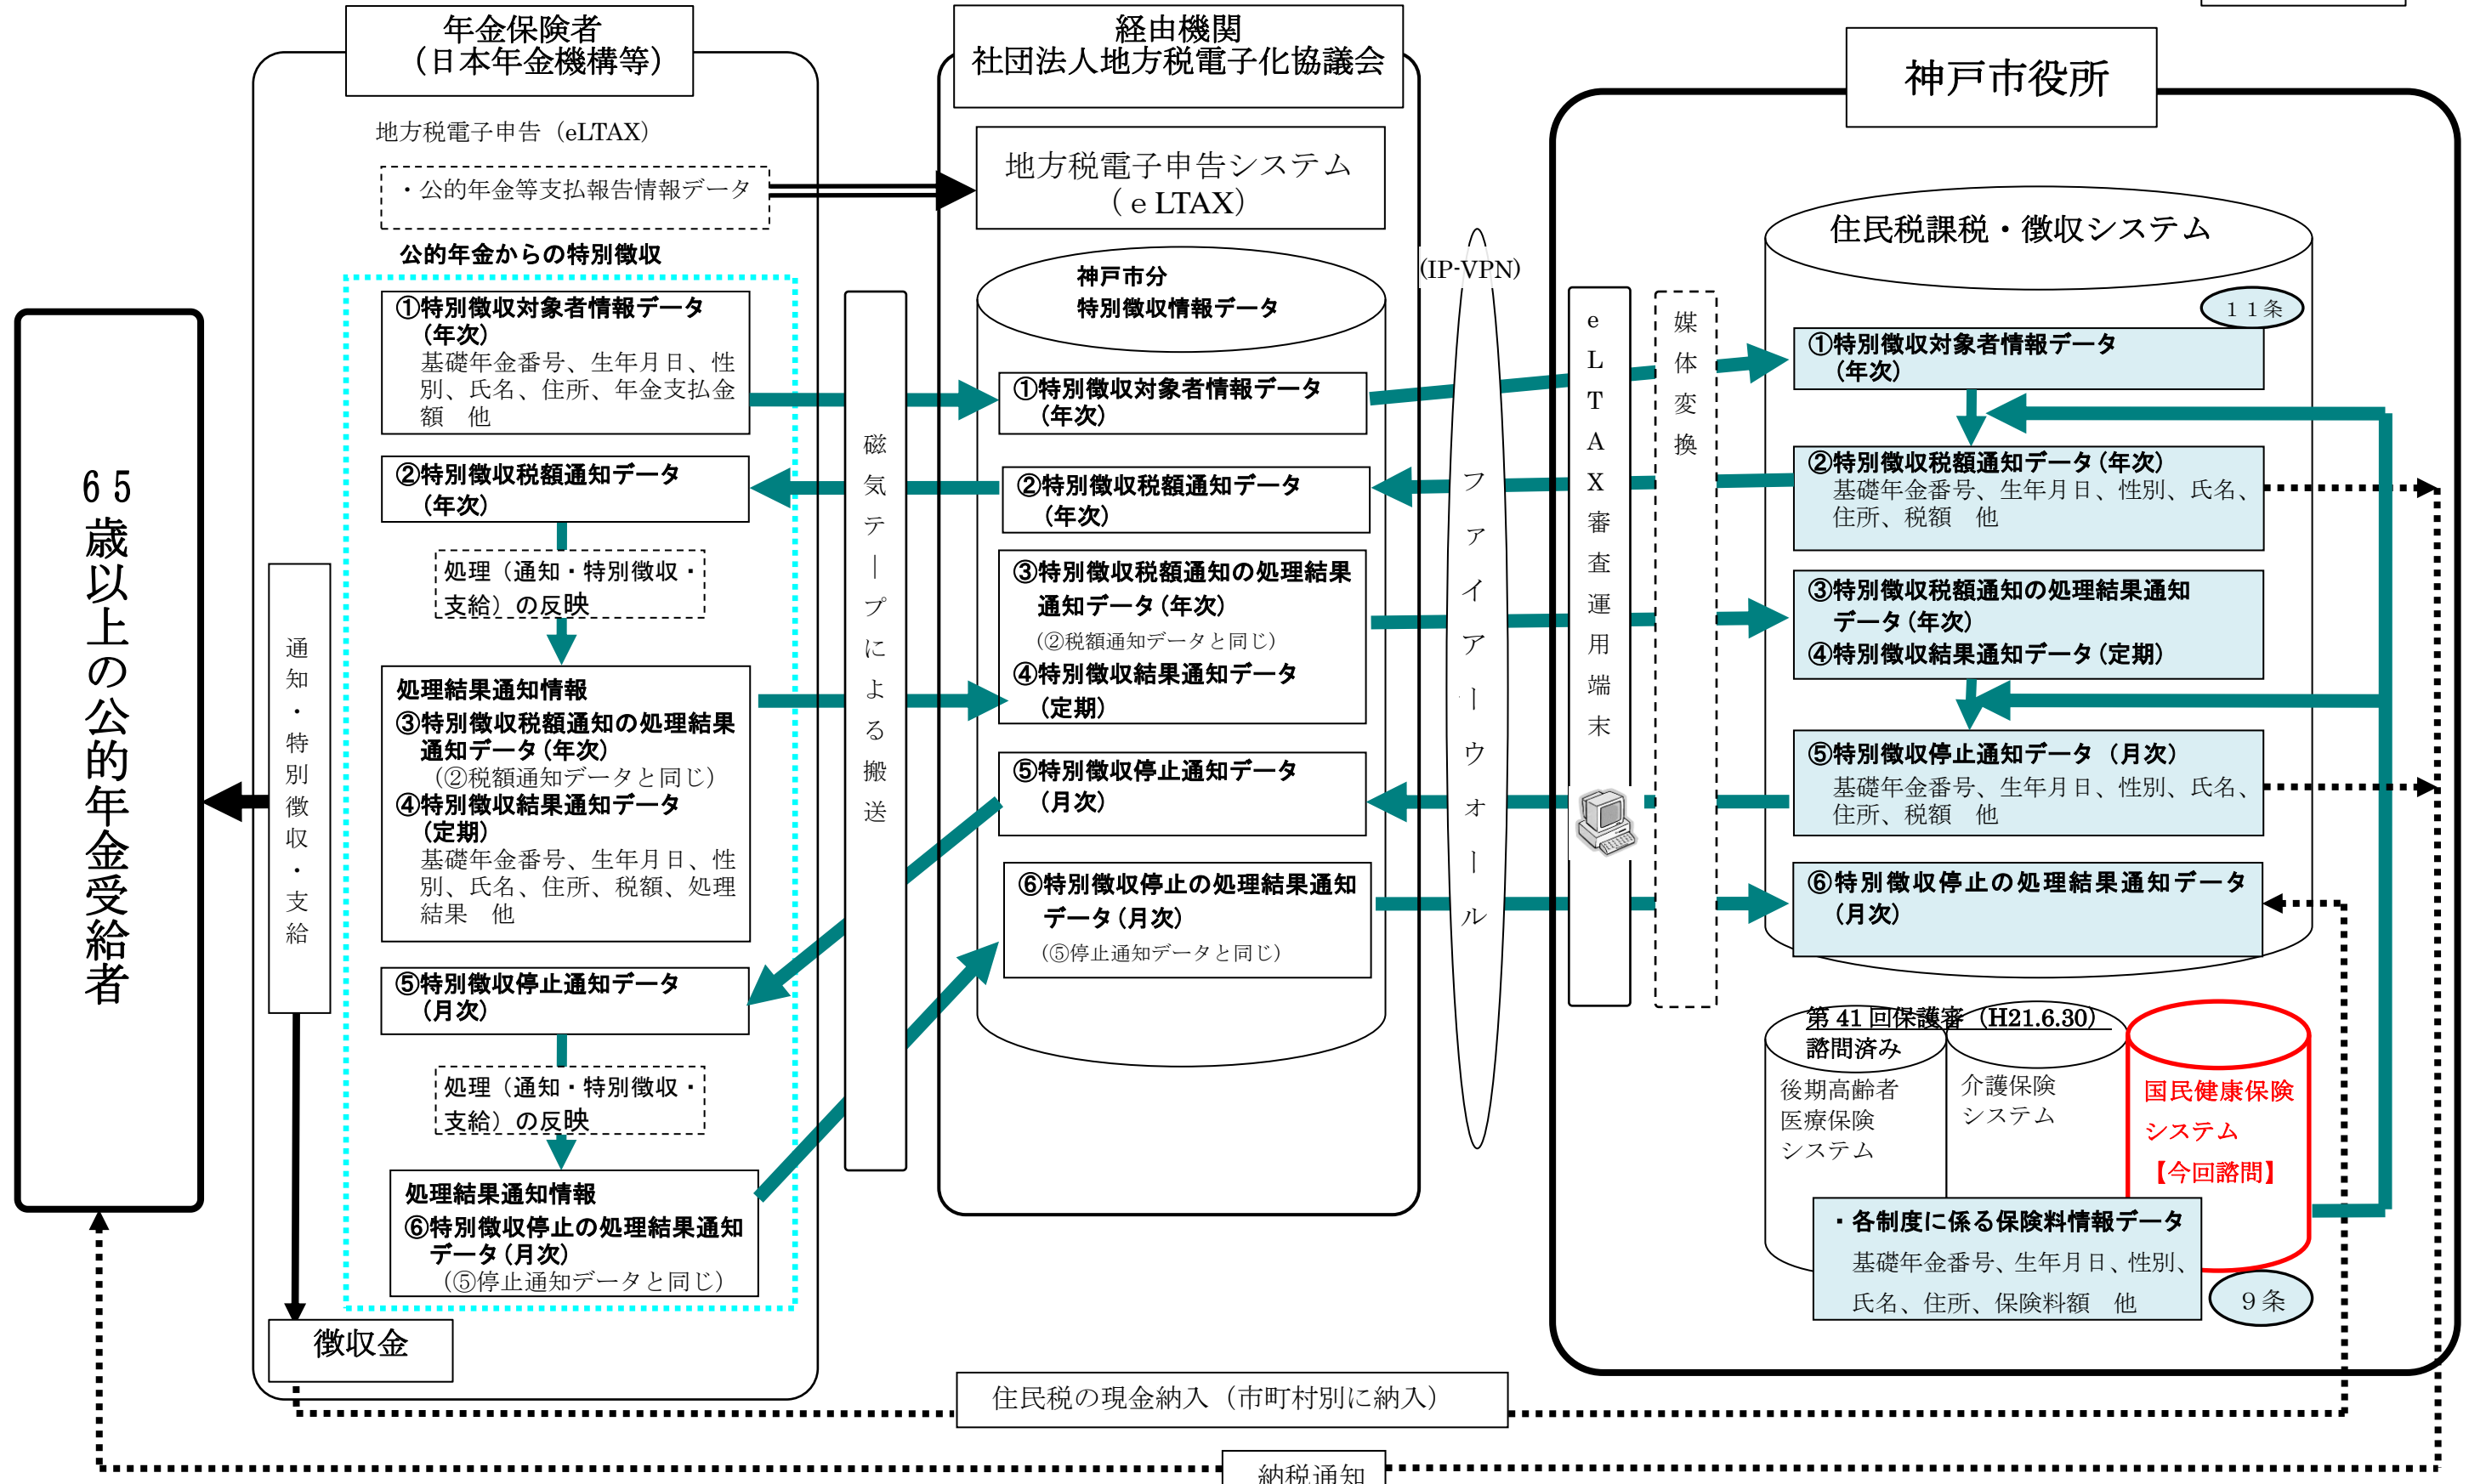 年金保険者
（日本年金機構等）
地方税電子申告（eLTAX）
・公的年金等支払報告情報データ
公的年金からの特別徴収
①特別徴収対象者情報データ
（年次）
基礎年金番号、生年月日、性
別、氏名、住所、年金支払金
額　他
②特別徴収税額通知データ
（年次）
処理（通知・特別徴収・
支給）の反映
処理結果通知情報
③特別徴収税額通知の処理結果
通知データ（年次）
（②税額通知データと同じ）
④特別徴収結果通知データ
（定期）
基礎年金番号、生年月日、性
別、氏名、住所、税額、処理
結果　他
⑤特別徴収停止通知データ
（月次）
処理（通知・特別徴収・
支給）の反映
処理結果通知情報
⑥特別徴収停止の処理結果通知
データ（月次）
（⑤停止通知データと同じ）
65歳以上の公的年金受給者
通知・特別徴収・支給
徴収金
磁気テープによる搬送
経由機関
社団法人地方税電子化協議会
地方税電子申告システム
（ｅLTAX）
神戸市分
特別徴収情報データ
①特別徴収対象者情報データ
（年次）
②特別徴収税額通知データ
（年次）
③特別徴収税額通知の処理結果
通知データ（年次）
（②税額通知データと同じ）
④特別徴収結果通知データ
（定期）
⑤特別徴収停止通知データ
（月次）
⑥特別徴収停止の処理結果通知
データ（月次）
（⑤停止通知データと同じ）
(IP-VPN)
ファイアーウォール
eLTAX審査運用端末
媒体変換
神戸市役所
住民税課税・徴収システム
１１条
①特別徴収対象者情報データ
（年次）
②特別徴収税額通知データ（年次）
基礎年金番号、生年月日、性別、氏名、
住所、税額　他
③特別徴収税額通知の処理結果通知
データ（年次）
④特別徴収結果通知データ（定期）
⑤特別徴収停止通知データ（月次）
基礎年金番号、生年月日、性別、氏名、
住所、税額　他
⑥特別徴収停止の処理結果通知データ
（月次）
第 41 回保護審（H21.6.30）
諮問済み
後期高齢者
医療保険
システム
介護保険
システム
国民健康保険
システム
【今回諮問】
・各制度に係る保険料情報データ
基礎年金番号、生年月日、性別、
氏名、住所、保険料額　他
９条
住民税の現金納入（市町村別に納入）
納税通知